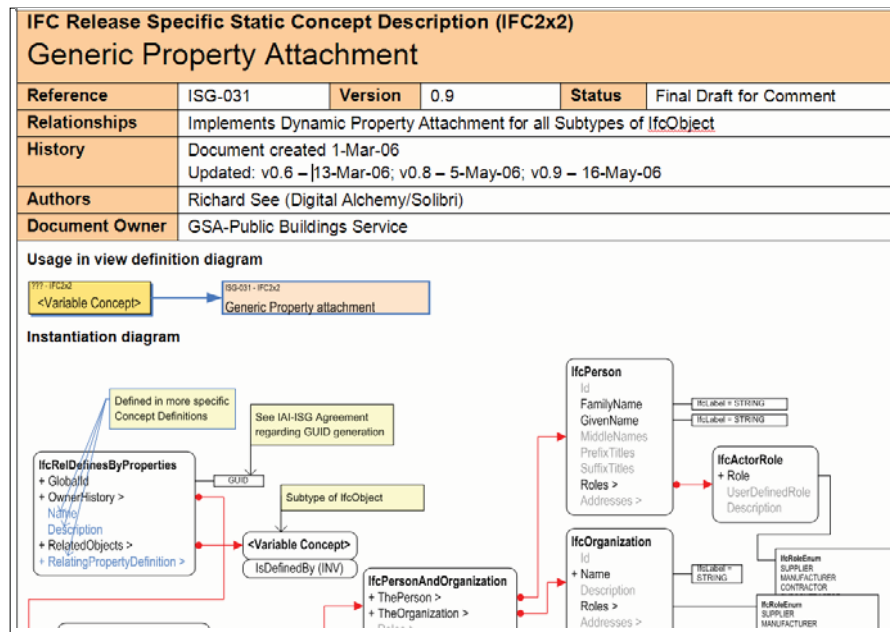 IFC Release Specific Static Concept Description (IFC2x2)
Generic Property Attachment
Reference ISG-031 Version 0.9 Status Final Draft for Comment
Relationships Implements Dynamic Property Attachment for all Subtypes of IfcObject
History Document created 1-Mar-06
Updated: v0.6 – 13-Mar-06; v0.8 – 5-May-06; v0.9 – 16-May-06
Authors Richard See (Digital Alchemy/Solibri)
Document Owner GSA-Public Buildings Service
Usage in view definition diagram
??? - IFC2x2
<Variable Concept>
ISG-031 - IFC2x2
Generic Property attachment
Instantiation diagram
Defined in more specific
Concept Definitions
See IAI-ISG Agreement
regarding GUID generation
IfcRelDefinesByProperties
+ GlobalId
+ OwnerHistory >
Name
Description
+ RelatedObjects >
+ RelatingPropertyDefinition >
GUID
Subtype of IfcObject
<Variable Concept>
IsDefinedBy (INV)
IfcPersonAndOrganization
+ ThePerson >
+ TheOrganization >
Roles >
IfcPerson
Id
FamilyName
GivenName
MiddleNames
PrefixTitles
SuffixTitles
Roles >
Addresses >
IfcLabel = STRING
IfcLabel = STRING
IfcActorRole
+ Role
UserDefinedRole
Description
IfcOrganization
Id
+ Name
Description
Roles >
Addresses >
IfcLabel =
STRING
IfcRoleEnum
SUPPLIER
MANUFACTURER
CONTRACTOR
IfcRoleEnum
SUPPLIER
MANUFACTURER